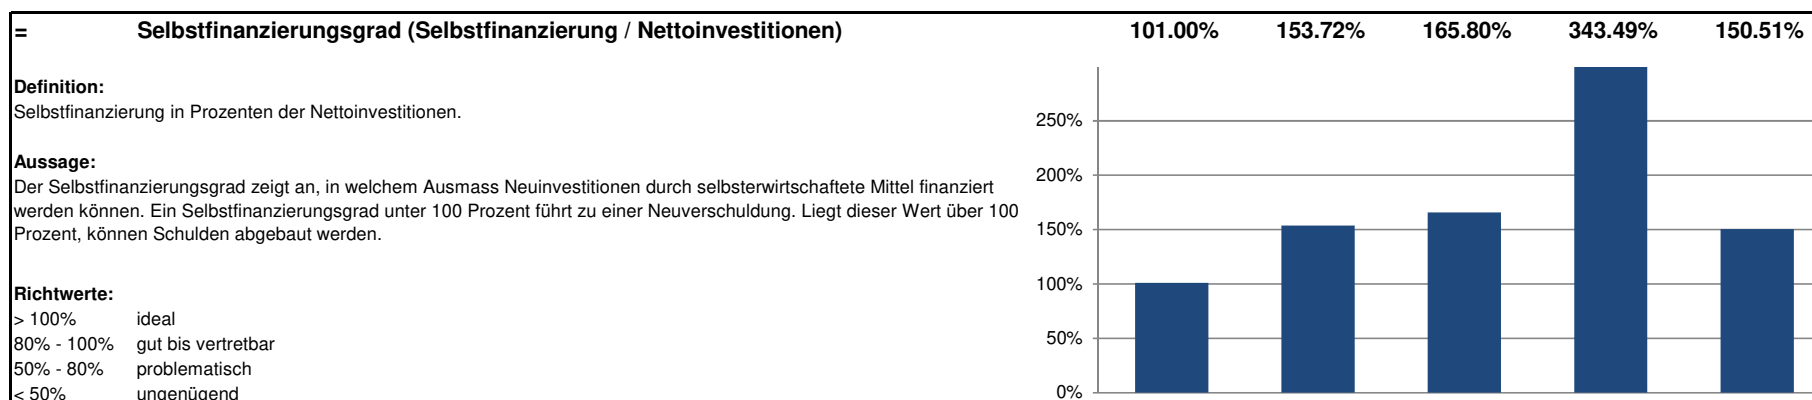 = Selbstfinanzierungsgrad (Selbstfinanzierung / Nettoinvestitionen) 101.00% 153.72% 165.80% 343.49% 150.51%
Definition:
Selbstfinanzierung in Prozenten der Nettoinvestitionen.
Aussage:
Der Selbstfinanzierungsgrad zeigt an, in welchem Ausmass Neuinvestitionen durch selbsterwirtschaftete Mittel finanziert
werden können. Ein Selbstfinanzierungsgrad unter 100 Prozent führt zu einer Neuverschuldung. Liegt dieser Wert über 100
Prozent, können Schulden abgebaut werden.
Richtwerte:
> 100% ideal
80% - 100% gut bis vertretbar
50% - 80% problematisch
< 50% ungenügend
250%
200%
150%
100%
50%
0%